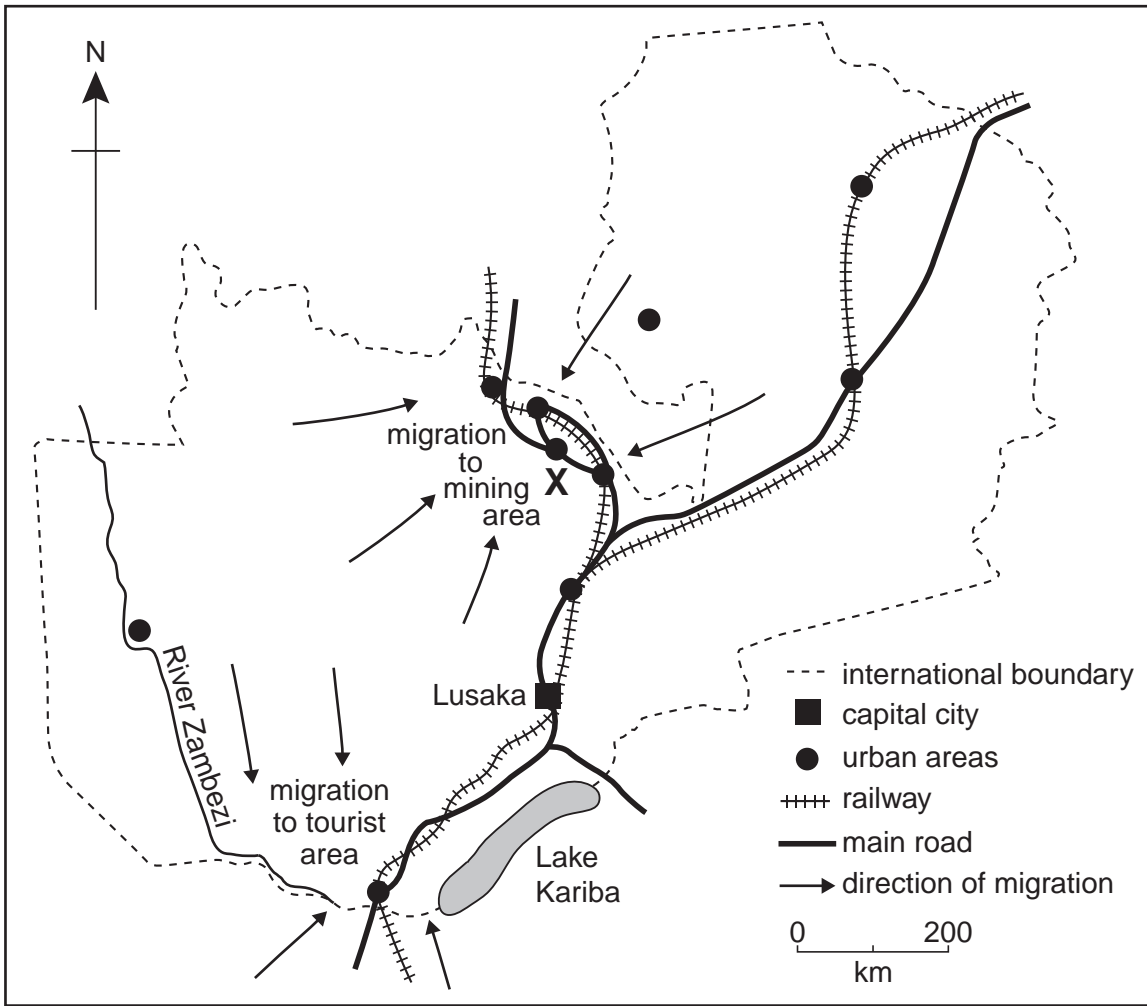 N
migration
to
mining
area
X
River Zambezi
Lusaka
migration
to tourist
area
Lake
Kariba
international boundary
capital city
urban areas
railway
main road
direction of migration
0 200
km